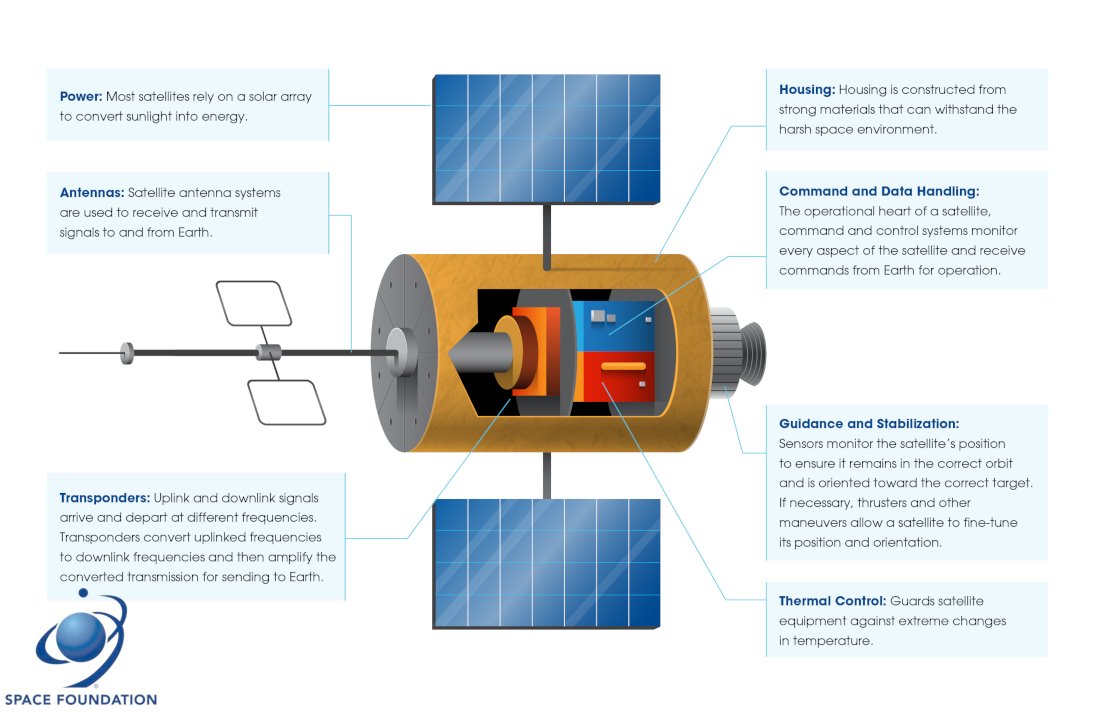 Power: Most satellites rely on a solar array
to convert sunlight into energy.
Antennas: Satellite antenna systems
are used to receive and transmit
signals to and from Earth.
Transponders: Uplink and downlink signals
arrive and depart at different frequencies.
Transponders convert uplinked frequencies
to downlink frequencies and then amplify the
converted transmission for sending to Earth.
Housing: Housing is constructed from
strong materials that can withstand the
harsh space environment.
Command and Data Handling:
The operational heart of a satellite,
command and control systems monitor
every aspect of the satellite and receive
commands from Earth for operation.
Guidance and Stabilization:
Sensors monitor the satellite’s position
to ensure it remains in the correct orbit
and is oriented toward the correct target.
If necessary, thrusters and other
maneuvers allow a satellite to fine-tune
its position and orientation.
Thermal Control: Guards satellite
equipment against extreme changes
in temperature.
®
SPACE FOUNDATION